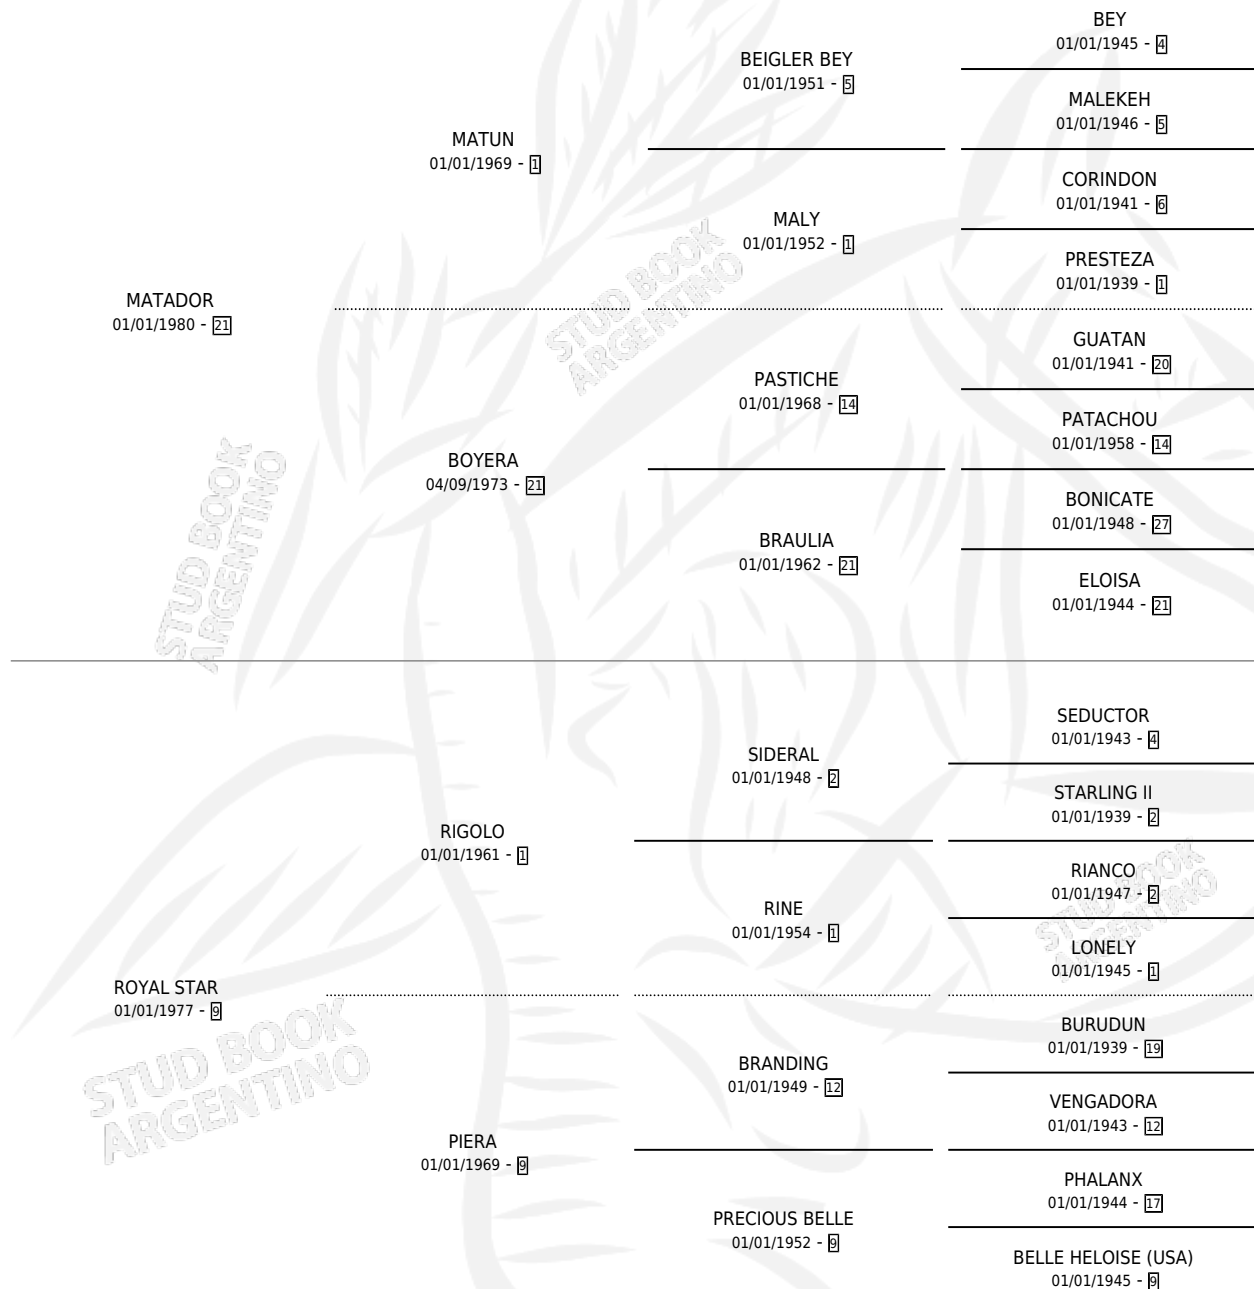 BEY
01/01/1945 - 4
BEIGLER BEY
01/01/1951 - 5
MALEKEH
01/01/1946 - 5
MATUN
01/01/1969 - 1
CORINDON
01/01/1941 - 6
MALY
01/01/1952 - 1
PRESTEZA
01/01/1939 - 1
MATADOR
01/01/1980 - 21
GUATAN
01/01/1941 - 20
PASTICHE
01/01/1968 - 14
PATACHOU
01/01/1958 - 14
BOYERA
04/09/1973 - 21
BONICATE
01/01/1948 - 27
BRAULIA
01/01/1962 - 21
ELOISA
01/01/1944 - 21
SEDUCTOR
01/01/1943 - 4
SIDERAL
01/01/1948 - 2
STARLING II
01/01/1939 - 2
RIGOLO
01/01/1961 - 1
RIANCO
01/01/1947 - 2
RINE
01/01/1954 - 1
LONELY
01/01/1945 - 1
ROYAL STAR
01/01/1977 - 9
BURUDUN
01/01/1939 - 19
BRANDING
01/01/1949 - 12
VENGADORA
01/01/1943 - 12
PIERA
01/01/1969 - 9
PHALANX
01/01/1944 - 17
PRECIOUS BELLE
01/01/1952 - 9
BELLE HELOISE (USA)
01/01/1945 - 9
STUD BOOK
ARGENTINO
STUD BOOK
ARGENTINO
STUD BOOK
ARGENTINO
STUD BOOK
ARGENTINO